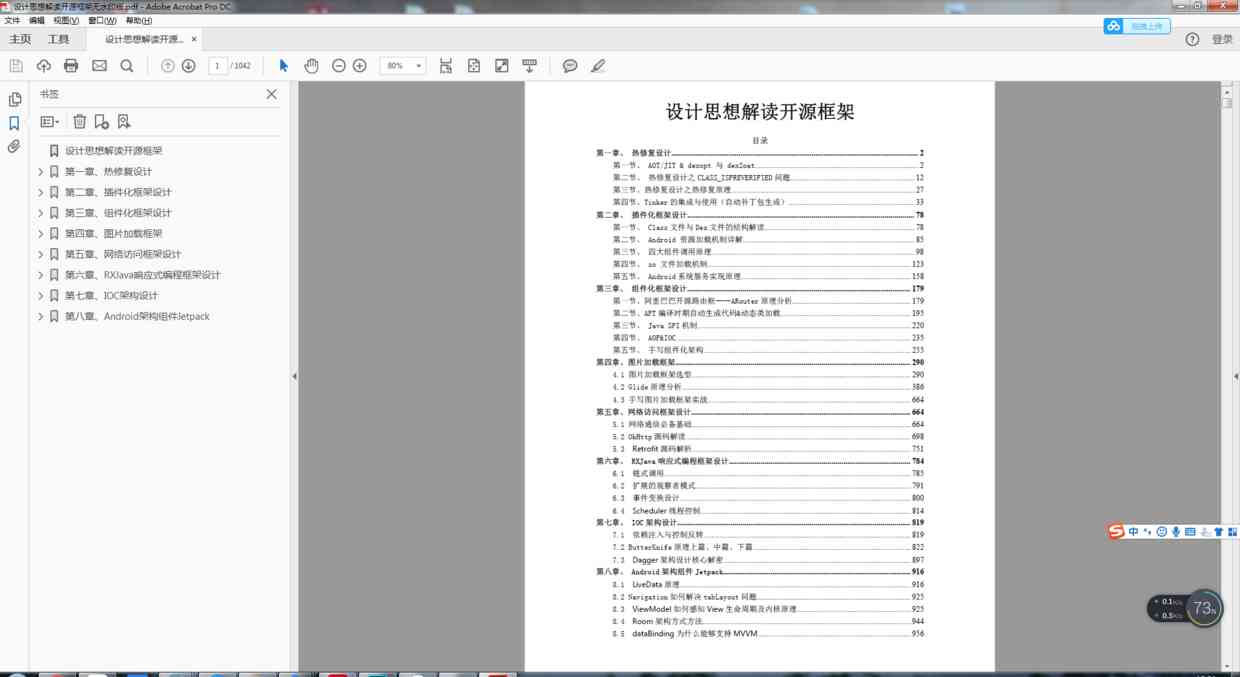 设计思想解读开源框架无水印版.pdf - Adobe Acrobat Pro DC
文件 编辑 视图(V) 窗口(W) 帮助(H)
主页 工具 设计思想解读开源... ×
拖拽上传
登录
1 / 1042 80%
书签
设计思想解读开源框架
第一章、热修复设计
第二章、插件化框架设计
第三章、组件化框架设计
第四章、图片加载框架
第五章、网络访问框架设计
第六章、RXJava响应式编程框架设计
第七章、IOC架构设计
第八章、Android架构组件Jetpack
设计思想解读开源框架
目录
第一章、 热修复设计 2
第一节、 AOT/JIT & dexopt 与 dex2oat 2
第二节、 热修复设计之 CLASS_ISPREVERIFIED 问题 12
第三节、热修复设计之热修复原理 27
第四节、Tinker 的集成与使用（自动补丁包生成） 33
第二章、 插件化框架设计 78
第一节、 Class 文件与 Dex 文件的结构解读 78
第二节、 Android 资源加载机制详解 85
第三节、 四大组件调用原理 98
第四节、 so 文件加载机制 123
第五节、 Android 系统服务实现原理 158
第三章、 组件化框架设计 179
第一节、阿里巴巴开源路由框——ARouter 原理分析 179
第二节、APT 编译时期自动生成代码&动态类加载 195
第三节、 Java SPI 机制 220
第四节、 AOP&IOC 235
第五节、 手写组件化架构 255
第四章、图片加载框架 290
4.1 图片加载框架选型 290
4.2 Glide 原理分析 386
4.3 手写图片加载框架实战 664
第五章、网络访问框架设计 664
5.1 网络通信必备基础 664
5.2 OkHttp 源码解读 698
5.3 Retrofit 源码解析 751
第六章、 RXJava 响应式编程框架设计 784
6.1 链式调用 785
6.2 扩展的观察者模式 791
6.3 事件变换设计 800
6.4 Scheduler 线程控制 814
第七章、 IOC 架构设计 819
7.1 依赖注入与控制反转 819
7.2 ButterKnife 原理上篇、中篇、下篇 822
7.3 Dagger 架构设计核心解密 897
第八章、 Android 架构组件 Jetpack 916
8.1 LiveData 原理 916
8.2 Navigation 如何解决 tabLayout 问题 925
8.3 ViewModel 如何感知 View 生命周期及内核原理 925
8.4 Room 架构方式方法 944
8.5 dataBinding 为什么能够支持 MVVM 956
中
0.1K/s
0.5K/s
73%